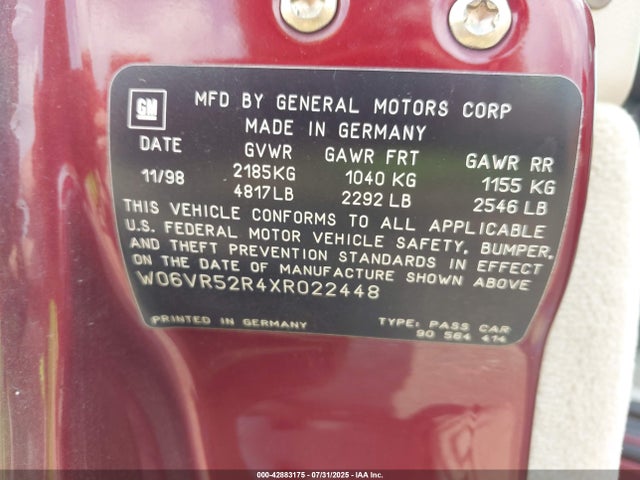 GM
MFD BY GENERAL MOTORS CORP
MADE IN GERMANY
DATE GVWR GAWR FRT GAWR RR
11/98 2185KG 1040 KG 1155 KG
4817LB 2292 LB 2546 LB
THIS VEHICLE CONFORMS TO ALL APPLICABLE
U.S. FEDERAL MOTOR VEHICLE SAFETY, BUMPER,
AND THEFT PREVENTION STANDARDS IN EFFECT
ON THE DATE OF MANUFACTURE SHOWN ABOVE
W06VR52R4XR022448
PRINTED IN GERMANY TYPE: PASS CAR
90 564 414
000-42883175 - 07/31/2025 - IAA Inc.